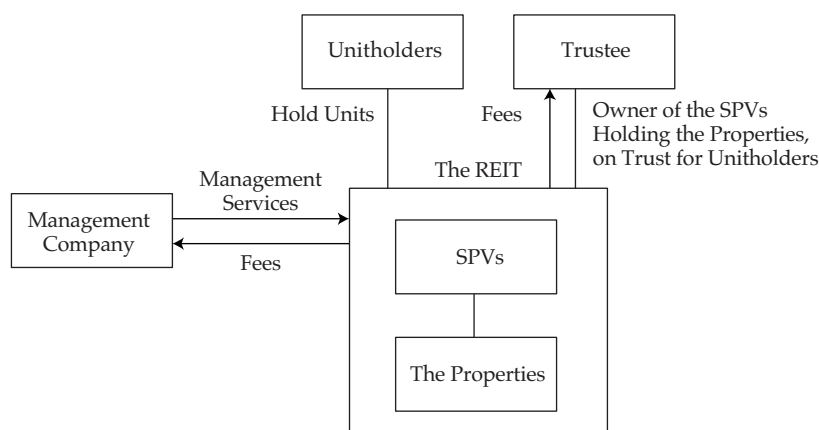 Unitholders
Trustee
Hold Units
Fees
Owner of the SPVs
Holding the Properties,
on Trust for Unitholders
The REIT
Management
Services
Management
Company
Fees
SPVs
The Properties